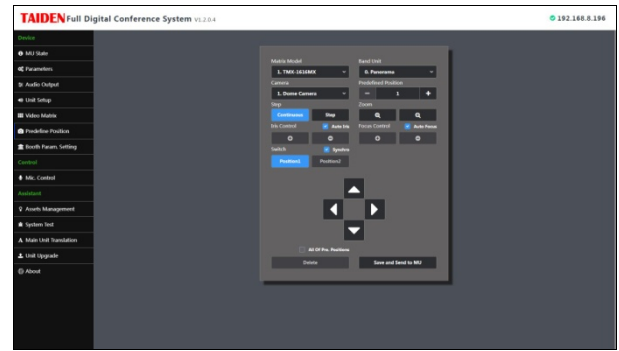 TAIDEN Full Digital Conference System V1.2.0.4
192.168.8.196
Device
MU State
Parameters
Audio Output
Unit Setup
Video Matrix
Predefine Position
Booth Param. Setting
Control
Mic. Control
Assistant
Assets Management
System Test
Main Unit Translation
Unit Upgrade
About
Matrix Model
Band Unit
1. TMX-1616MX
0. Panorama
Camera
Predefined Position
1. Dome Camera
1
Step
Zoom
Continuous
Step
Iris Control
Auto Iris
Focus Control
Auto Focus
Switch
Synchro
Position1
Position2
All Of Pre. Positions
Delete
Save and Send to MU